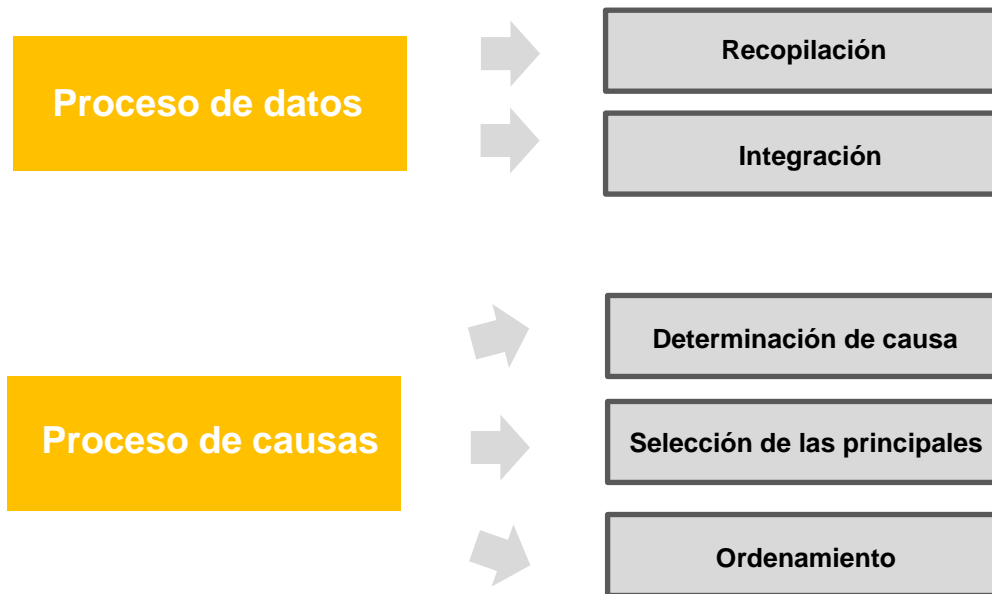 Proceso de datos
Recopilación
Integración
Proceso de causas
Determinación de causa
Selección de las principales
Ordenamiento